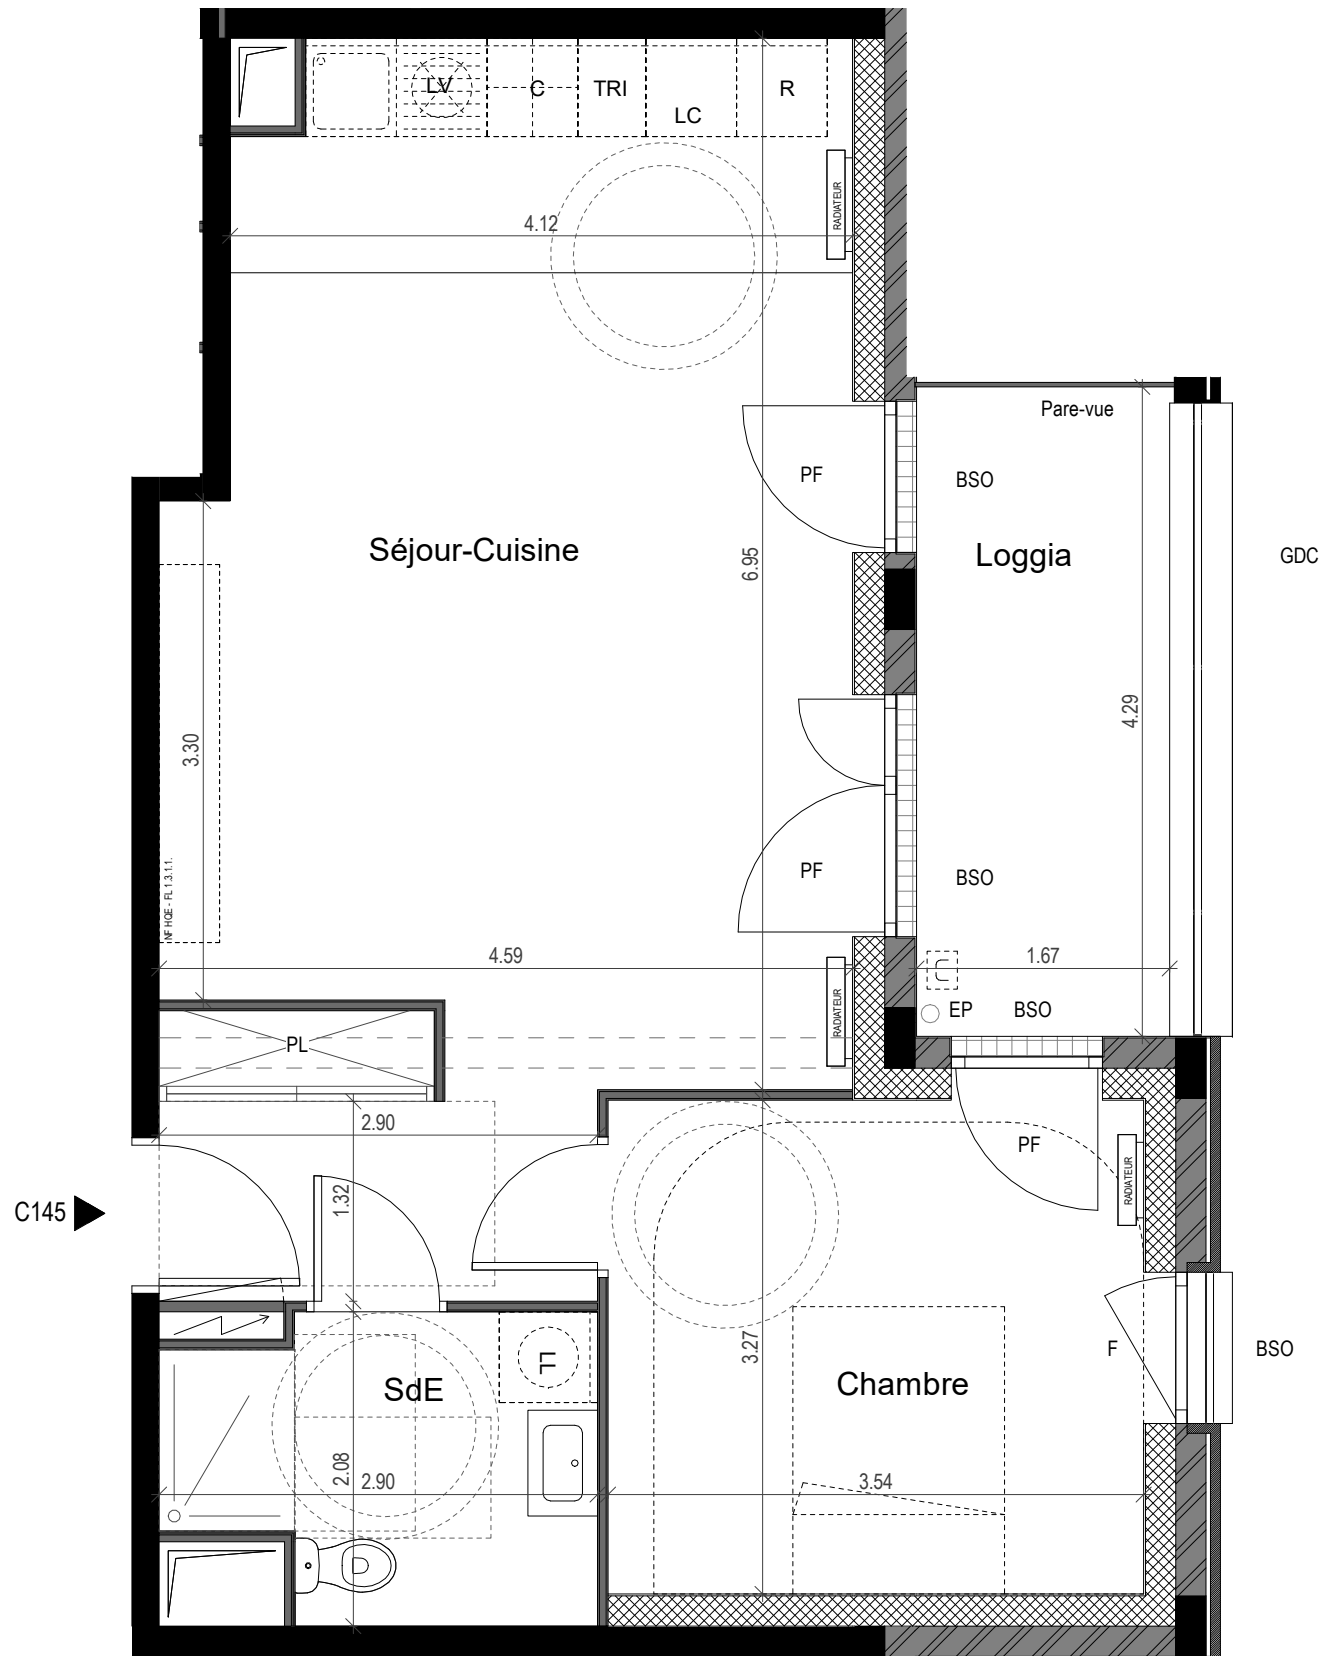 LV
C
TRI
LC
R
RADIATEUR
4.12
Pare-vue
PF
BSO
Séjour-Cuisine
6.95
Loggia
GDC
3.30
4.29
NF HQE - FL 1.3.1.1.
PF
BSO
4.59
1.67
RADIATEUR
EP
BSO
PL
2.90
PF
RADIATEUR
C145
1.32
3.27
F
BSO
LL
SdE
Chambre
2.08
2.90
3.54